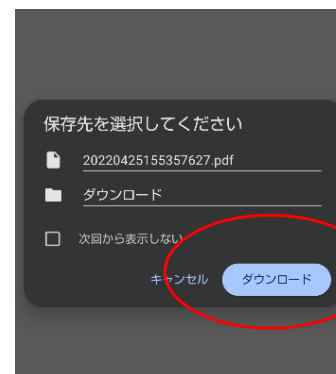 保存先を選択してください
20220425155357627.pdf
ダウンロード
次回から表示しない
キャンセル ダウンロード